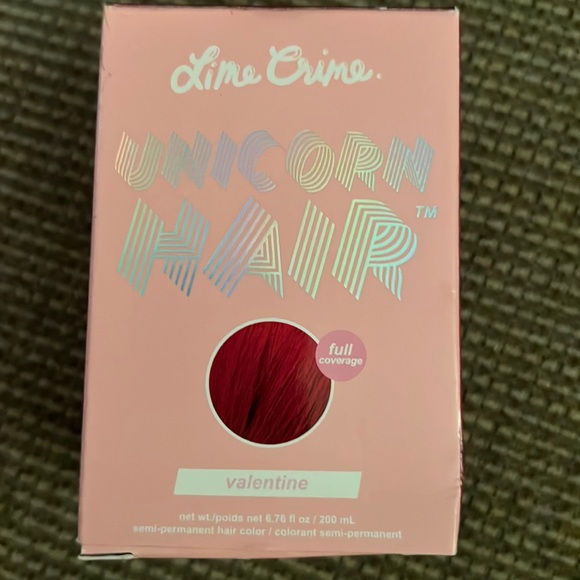 Lime Crime.
UNICORN
HAIR™
full
coverage
valentine
net wt./poids net 6.76 fl oz / 200 mL
semi-permanent hair color / colorant semi-permanent